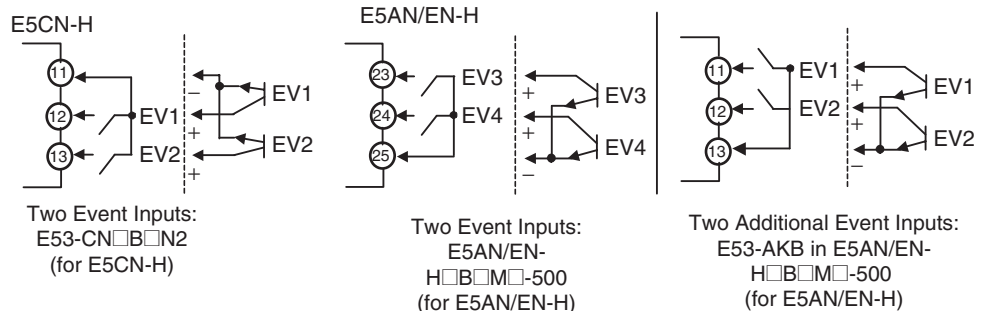 E5CN-H
11
12
13
EV1
EV2
−
+
+
EV1
EV2
Two Event Inputs:
E53-CN□B□N2
(for E5CN-H)
E5AN/EN-H
23
24
25
EV3
EV4
+
+
−
EV3
EV4
Two Event Inputs:
E5AN/EN-
H□B□M□-500
(for E5AN/EN-H)
11
12
13
EV1
EV2
+
+
−
EV1
EV2
Two Additional Event Inputs:
E53-AKB in E5AN/EN-
H□B□M□-500
(for E5AN/EN-H)